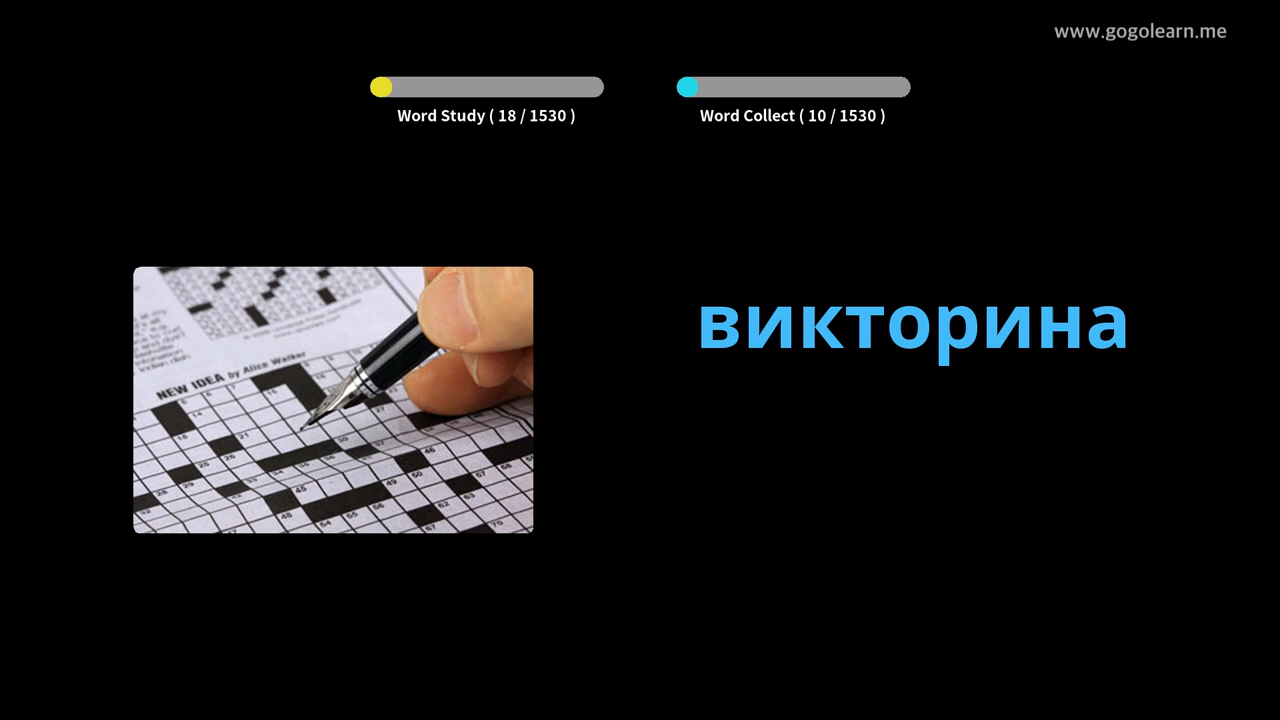 www.gogolearn.me
Word Study ( 18 / 1530 )
Word Collect ( 10 / 1530 )
викторина
NEW IDEA by Alice Walker